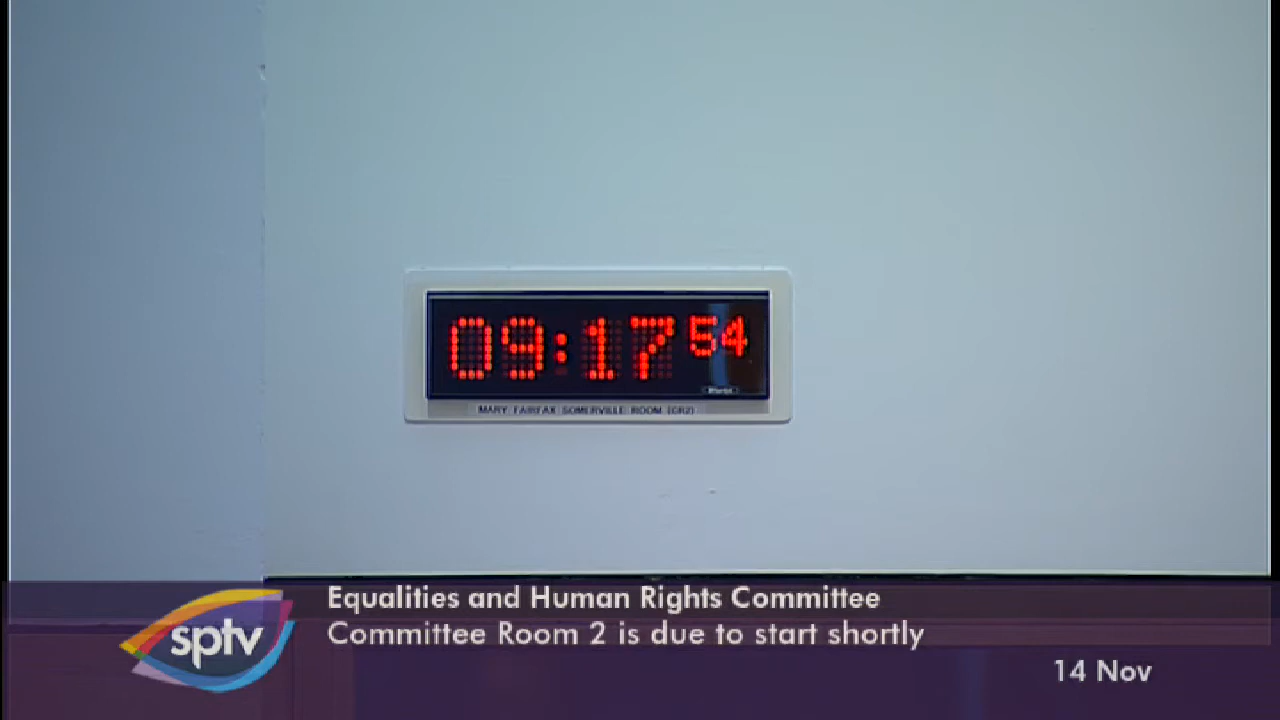 09:17 54
MARY FAIRFAX SOMERVILLE ROOM (CR2)
sptv
Equalities and Human Rights Committee
Committee Room 2 is due to start shortly
14 Nov